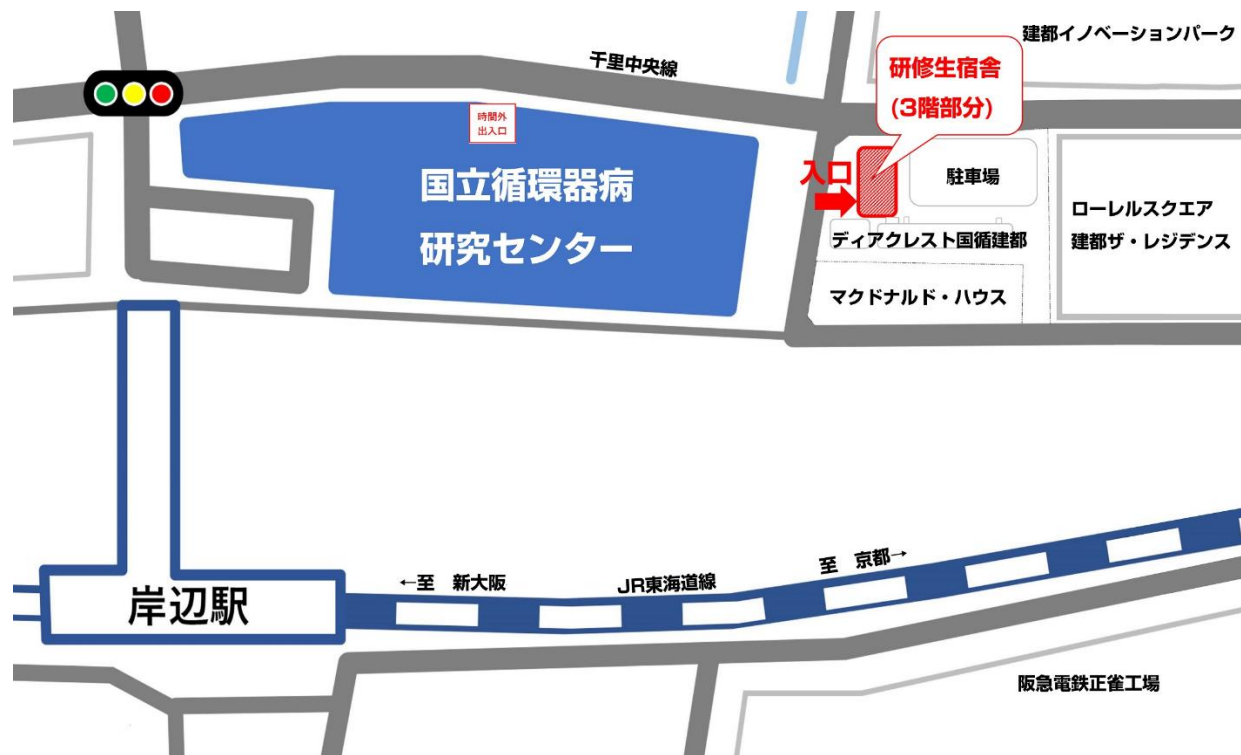 建都イノベーションパーク
千里中央線
研修生宿舎
(3階部分)
時間外
出入口
国立循環器病
研究センター
入口
駐車場
ローレルスクエア
建都ザ・レジデンス
ディアクレスト国循建都
マクドナルド・ハウス
岸辺駅
←至 新大阪
JR東海道線
至 京都→
阪急電鉄正雀工場